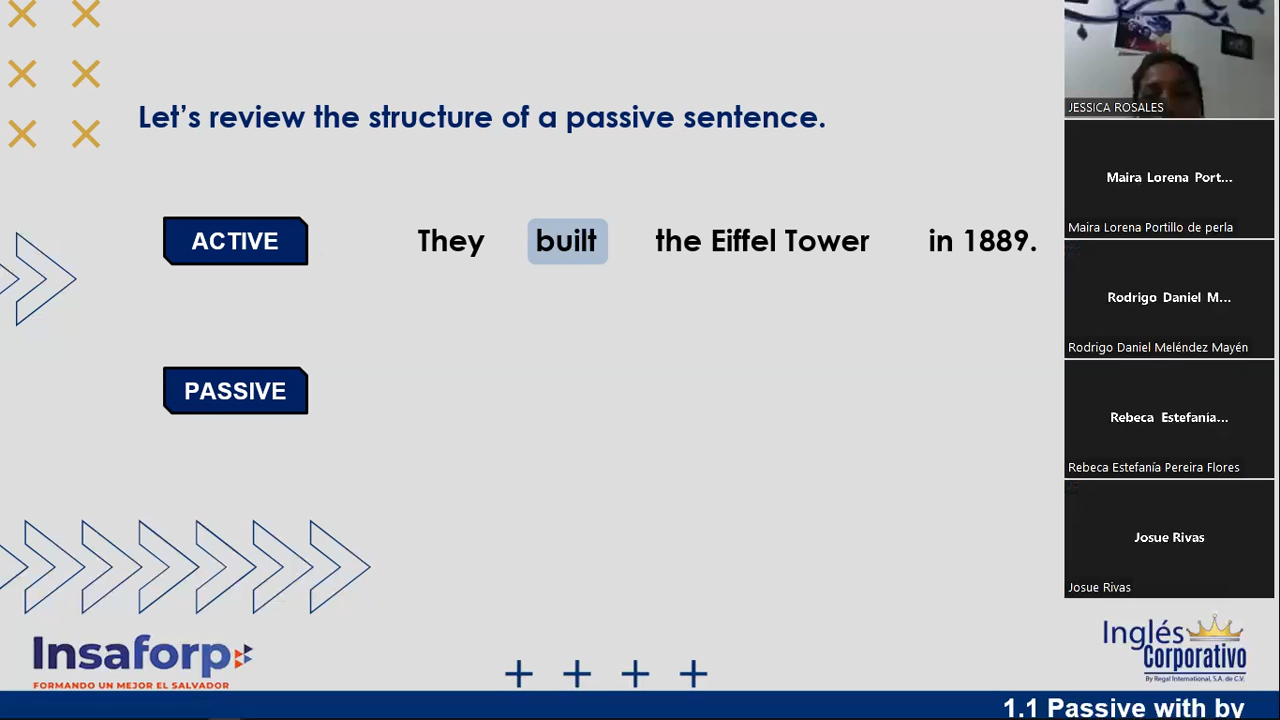 Let's review the structure of a passive sentence.
ACTIVE They built the Eiffel Tower in 1889.
PASSIVE
JESSICA ROSALES
Maira Lorena Port...
Maira Lorena Portillo de perla
Rodrigo Daniel M...
Rodrigo Daniel Meléndez Mayén
Rebeca Estefanía...
Rebeca Estefanía Pereira Flores
Josue Rivas
Josue Rivas
Insaforp
FORMANDO UN MEJOR EL SALVADOR
Inglés
Corporativo
By Regal International, S.A. de C.V.
1.1 Passive with by